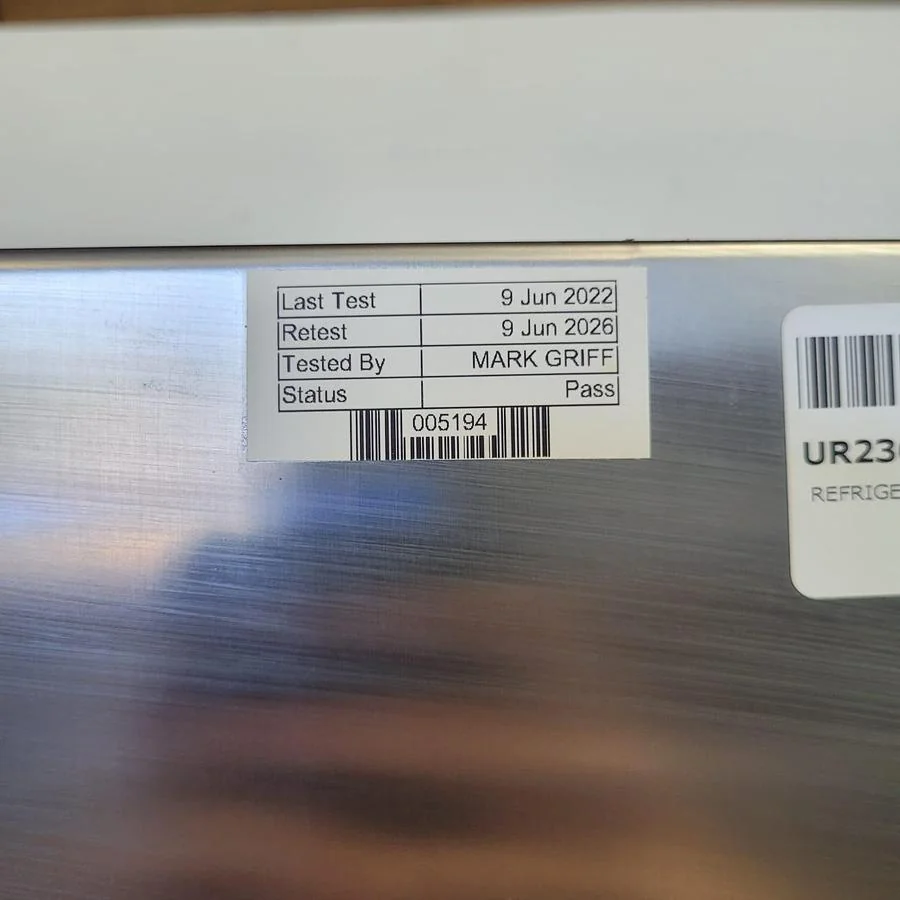 Last Test 9 Jun 2022
Retest 9 Jun 2026
Tested By MARK GRIFF
Status Pass
005194